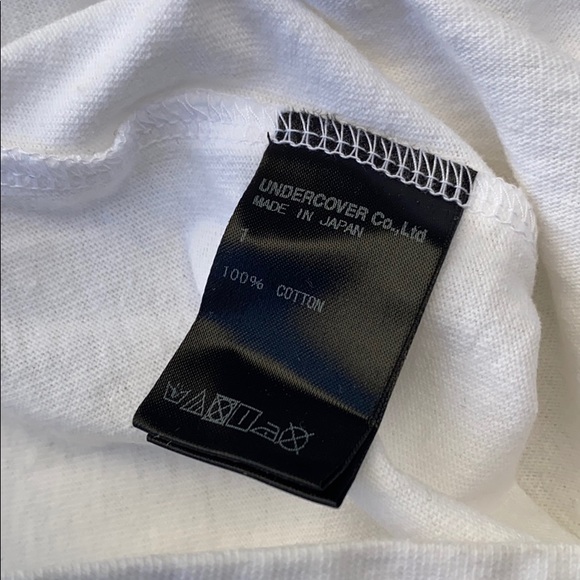 UNDERCOVER Co.,Ltd
MADE IN JAPAN
1
100% COTTON